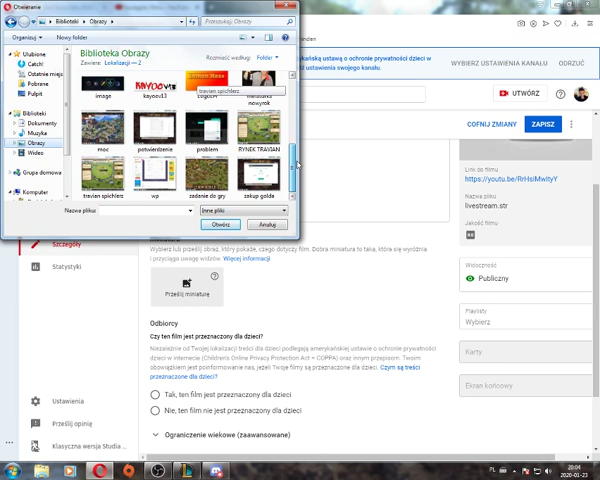 Otwieranie
Biblioteki
Obrazy
Przeszukaj: Obrazy
Organizuj
Nowy folder
Ulubione
Catch!
Ostatnie miejs
Pobrane
Pulpit
Biblioteki
Dokumenty
Muzyka
Obrazy
Wideo
Grupa domowa
Komputer
Biblioteka Obrazy
Zawiera: Lokalizacji — 2
Rozmieść według:
Folder
image
kayoov13
nowyrok
travian spichlerz
moc
potwierdzenie
problem
RYNEK TRAVIAN
travian spichlerz
wp
zadanie do gry
zakup golda
Nazwa pliku:
Inne pliki
Otwórz
Anuluj
ykańską ustawą o ochronie prywatności dzieci w
ustawienia swojego kanału.
WYBIERZ USTAWIENIA KANAŁU
ODRZUĆ
UTWÓRZ
COFNIJ ZMIANY
ZAPISZ
Link do filmu
https://youtu.be/RrHsiMwltyY
Nazwa pliku
livestream.str
Jakość filmu
Widoczność
Publiczny
Playlisty
Wybierz
Karty
Ekran końcowy
Szczegóły
Statystyki
Ustawienia
Prześlij opinię
Klasyczna wersja Studia ...
Wybierz lub prześlij obraz, który pokaże, czego dotyczy film. Dobra miniatura to taka, która się wyróżnia
i przyciąga uwagę widzów. Więcej informacji
Prześlij miniaturę
Odbiorcy
Czy ten film jest przeznaczony dla dzieci?
Niezależnie od Twojej lokalizacji treści dla dzieci podlegają amerykańskiej ustawie o ochronie prywatności
dzieci w internecie (Children's Online Privacy Protection Act – COPPA) oraz innym przepisom. Twoim
obowiązkiem jest poinformowanie nas, jeżeli Twoje filmy są przeznaczone dla dzieci. Czym są treści
przeznaczone dla dzieci?
Tak, ten film jest przeznaczony dla dzieci
Nie, ten film nie jest przeznaczony dla dzieci
Ograniczenie wiekowe (zaawansowane)
PL
20:04
2020-01-23